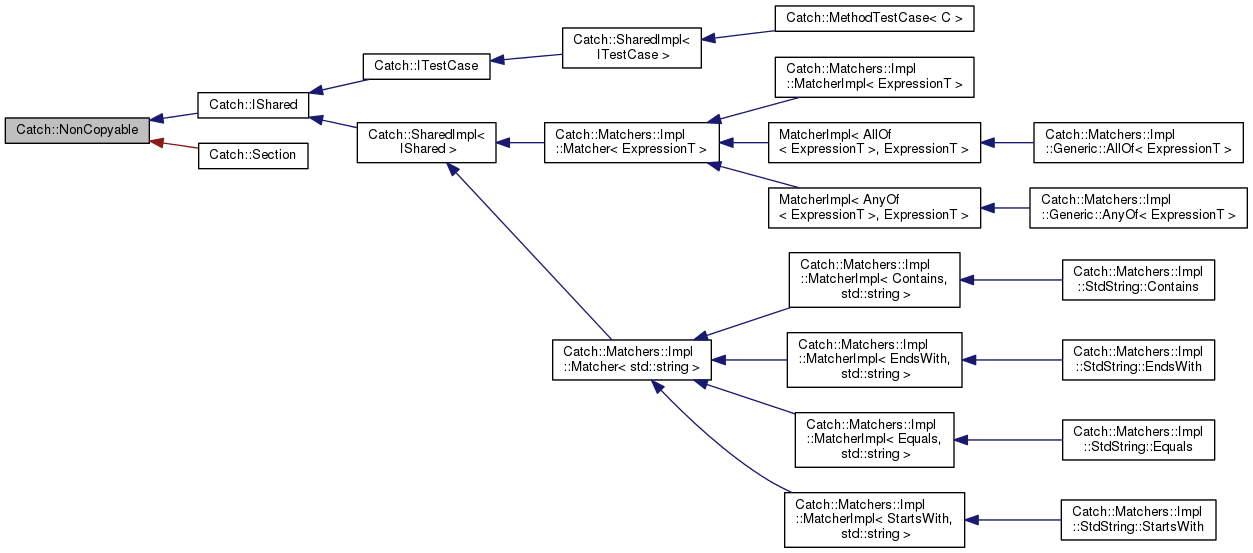 Catch::NonCopyable
Catch::IShared
Catch::Section
Catch::ITestCase
Catch::SharedImpl<
IShared >
Catch::SharedImpl<
ITestCase >
Catch::Matchers::Impl
::Matcher< ExpressionT >
Catch::Matchers::Impl
::Matcher< std::string >
Catch::MethodTestCase< C >
Catch::Matchers::Impl
::MatcherImpl< ExpressionT >
MatcherImpl< AllOf
< ExpressionT >, ExpressionT >
MatcherImpl< AnyOf
< ExpressionT >, ExpressionT >
Catch::Matchers::Impl
::MatcherImpl< Contains,
std::string >
Catch::Matchers::Impl
::MatcherImpl< EndsWith,
std::string >
Catch::Matchers::Impl
::MatcherImpl< Equals,
std::string >
Catch::Matchers::Impl
::MatcherImpl< StartsWith,
std::string >
Catch::Matchers::Impl
::Generic::AllOf< ExpressionT >
Catch::Matchers::Impl
::Generic::AnyOf< ExpressionT >
Catch::Matchers::Impl
::StdString::Contains
Catch::Matchers::Impl
::StdString::EndsWith
Catch::Matchers::Impl
::StdString::Equals
Catch::Matchers::Impl
::StdString::StartsWith